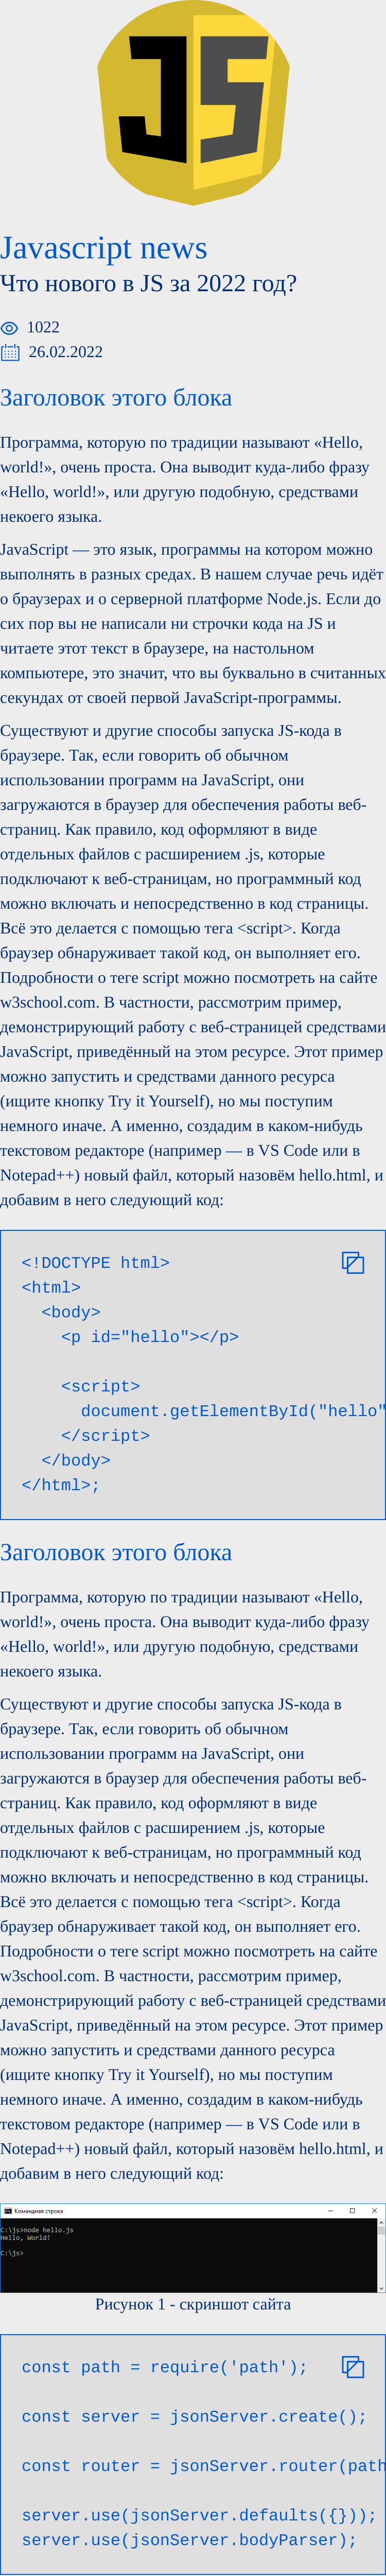 JS
Javascript news
Что нового в JS за 2022 год?
1022
26.02.2022
Заголовок этого блока
Программа, которую по традиции называют «Hello,
world!», очень проста. Она выводит куда-либо фразу
«Hello, world!», или другую подобную, средствами
некоего языка.
JavaScript — это язык, программы на котором можно
выполнять в разных средах. В нашем случае речь идёт
о браузерах и о серверной платформе Node.js. Если до
сих пор вы не написали ни строчки кода на JS и
читаете этот текст в браузере, на настольном
компьютере, это значит, что вы буквально в считанных
секундах от своей первой JavaScript-программы.
Существуют и другие способы запуска JS-кода в
браузере. Так, если говорить об обычном
использовании программ на JavaScript, они
загружаются в браузер для обеспечения работы веб-
страниц. Как правило, код оформляют в виде
отдельных файлов с расширением .js, которые
подключают к веб-страницам, но программный код
можно включать и непосредственно в код страницы.
Всё это делается с помощью тега <script>. Когда
браузер обнаруживает такой код, он выполняет его.
Подробности о теге script можно посмотреть на сайте
w3school.com. В частности, рассмотрим пример,
демонстрирующий работу с веб-страницей средствами
JavaScript, приведённый на этом ресурсе. Этот пример
можно запустить и средствами данного ресурса
(ищите кнопку Try it Yourself), но мы поступим
немного иначе. А именно, создадим в каком-нибудь
текстовом редакторе (например — в VS Code или в
Notepad++) новый файл, который назовём hello.html, и
добавим в него следующий код:
<!DOCTYPE html>
<html>
<body>
<p id="hello"></p>
<script>
document.getElementById("hello"
</script>
</body>
</html>;
Заголовок этого блока
Программа, которую по традиции называют «Hello,
world!», очень проста. Она выводит куда-либо фразу
«Hello, world!», или другую подобную, средствами
некоего языка.
Существуют и другие способы запуска JS-кода в
браузере. Так, если говорить об обычном
использовании программ на JavaScript, они
загружаются в браузер для обеспечения работы веб-
страниц. Как правило, код оформляют в виде
отдельных файлов с расширением .js, которые
подключают к веб-страницам, но программный код
можно включать и непосредственно в код страницы.
Всё это делается с помощью тега <script>. Когда
браузер обнаруживает такой код, он выполняет его.
Подробности о теге script можно посмотреть на сайте
w3school.com. В частности, рассмотрим пример,
демонстрирующий работу с веб-страницей средствами
JavaScript, приведённый на этом ресурсе. Этот пример
можно запустить и средствами данного ресурса
(ищите кнопку Try it Yourself), но мы поступим
немного иначе. А именно, создадим в каком-нибудь
текстовом редакторе (например — в VS Code или в
Notepad++) новый файл, который назовём hello.html, и
добавим в него следующий код:
Командная строка
C:\js>node hello.js
Hello, World!
C:\js>
Рисунок 1 - скриншот сайта
const path = require('path');
const server = jsonServer.create();
const router = jsonServer.router(path
server.use(jsonServer.defaults({}));
server.use(jsonServer.bodyParser);